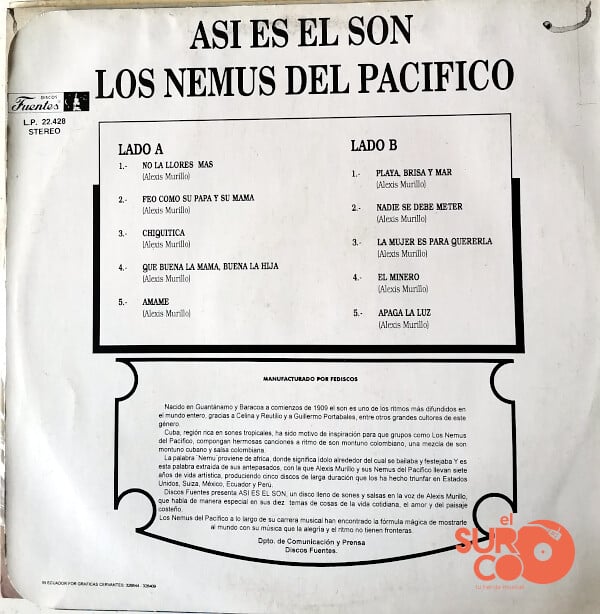 ASI ES EL SON
LOS NEMUS DEL PACIFICO
DISCOS
Fuentes
L.P. 22.428
STEREO
LADO A
1.- NO LA LLORES MAS
(Alexis Murillo)
2.- FEO COMO SU PAPA Y SU MAMA
(Alexis Murillo)
3.- CHIQUITICA
(Alexis Murillo)
4.- QUE BUENA LA MAMA, BUENA LA HIJA
(Alexis Murillo)
5.- AMAME
(Alexis Murillo)
LADO B
1.- PLAYA, BRISA Y MAR
(Alexis Murillo)
2.- NADIE SE DEBE METER
(Alexis Murillo)
3.- LA MUJER ES PARA QUERERLA
(Alexis Murillo)
4.- EL MINERO
(Alexis Murillo)
5.- APAGA LA LUZ
(Alexis Murillo)
MANUFACTURADO POR FEDISCOS
Nacido en Guantánamo y Baracoa a comienzos de 1909 el son es uno de los ritmos más difundidos en
el mundo entero, gracias a Celina y Reutilio y a Guillermo Portabales, entre otros grandes cultores de este
género.
Cuba, región rica en sones tropicales, ha sido motivo de inspiración para que grupos como Los Nemus
del Pacífico, compongan hermosas canciones a ritmo de son montuno colombiano, una mezcla de son
montuno cubano y salsa colombiana.
La palabra ¨Nemu¨proviene de africa, donde significa ídolo alrededor del cual se bailaba y festejaba Y es
esta palabra extraída de sus antepasados, con la que Alexis Murillo y sus Nemus del Pacífico llevan siete
años de vida artística, produciendo cinco discos de larga duración que los ha hecho triunfar en Estados
Unidos, Suiza, México, Ecuador y Perú.
Discos Fuentes presenta ASI ES EL SON, un disco lleno de sones y salsas en la voz de Alexis Murillo,
que habla de manera especial en sus diez temas de cosas de la vida cotidiana, el amor y del paisaje
costeño.
Los Nemus del Pacífico a lo largo de su carrera musical han encontrado la fórmula mágica de mostrarle
al mundo con su música que la alegría y el ritmo no tienen fronteras.
Dpto. de Comunicación y Prensa
Discos Fuentes.
el
SURCO
tu tienda musical
IN ECUADOR POR GRAFICAS CERVANTES: